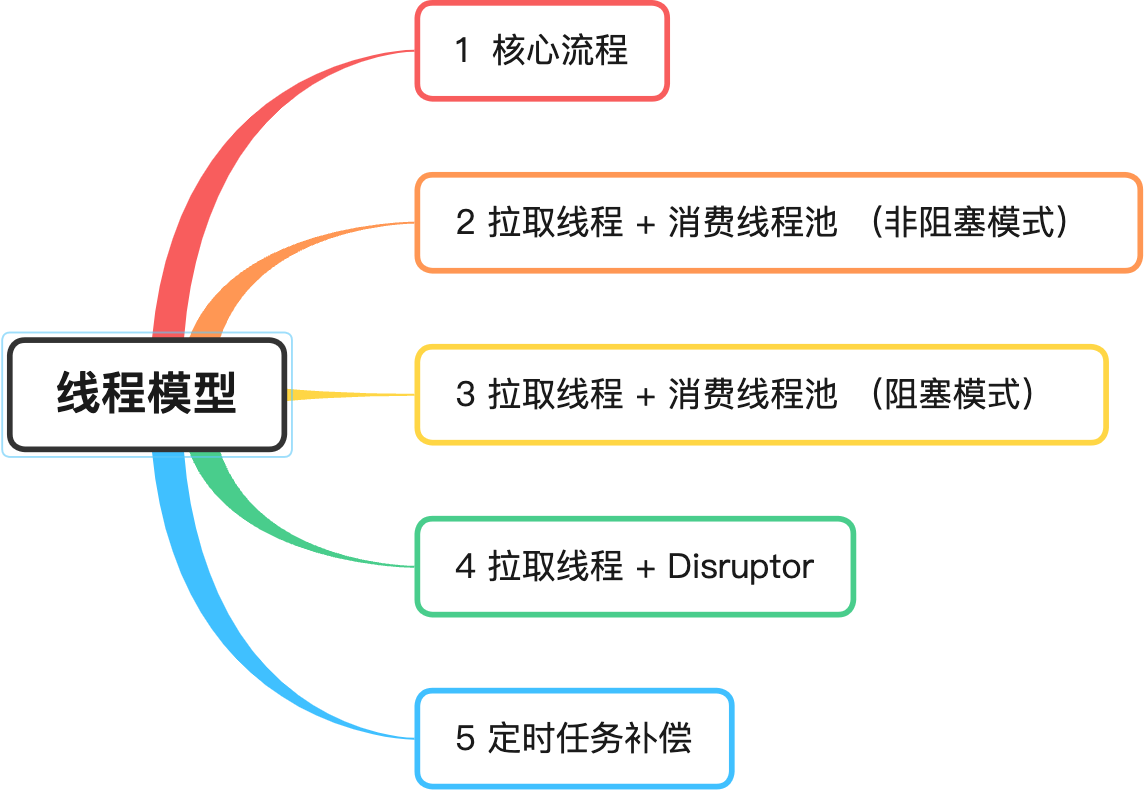 1 核心流程
2 拉取线程 + 消费线程池 （非阻塞模式）
线程模型
3 拉取线程 + 消费线程池 （阻塞模式）
4 拉取线程 + Disruptor
5 定时任务补偿